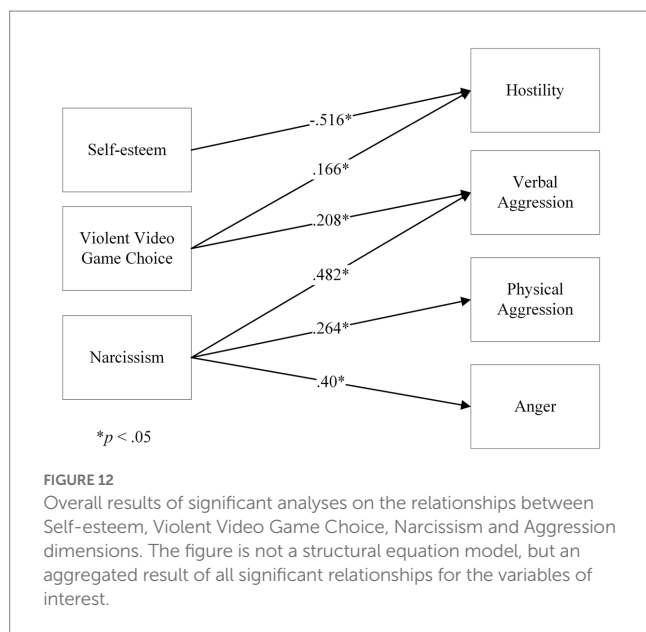 Self-esteem
Violent Video
Game Choice
Narcissism
-.516*
.166*
.208*
.482*
.264*
.40*
Hostility
Verbal
Aggression
Physical
Aggression
Anger
*p < .05
FIGURE 12
Overall results of significant analyses on the relationships between
Self-esteem, Violent Video Game Choice, Narcissism and Aggression
dimensions. The figure is not a structural equation model, but an
aggregated result of all significant relationships for the variables of
interest.